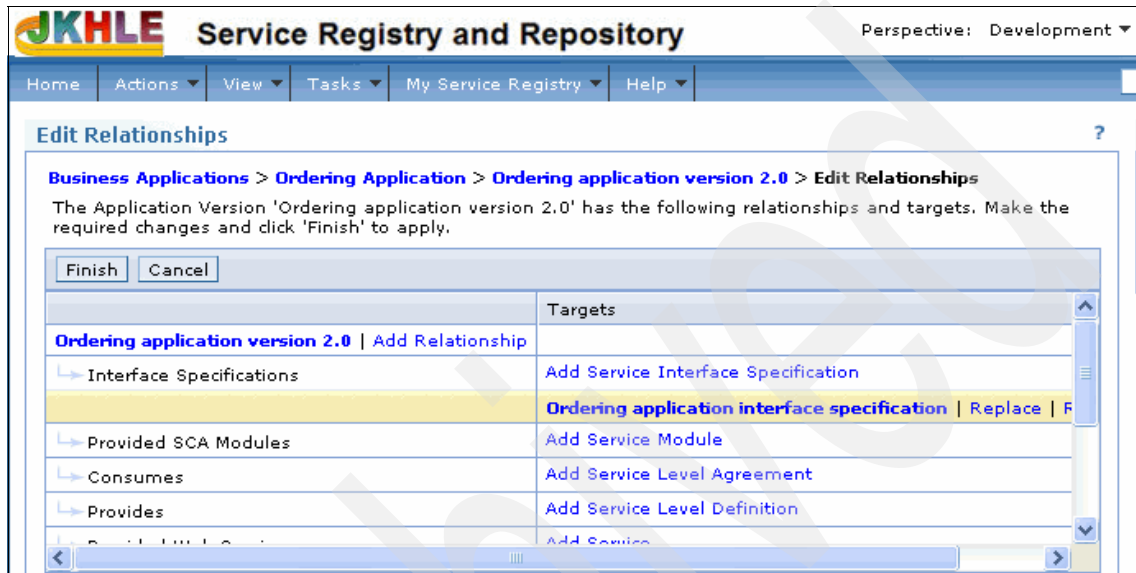 JKHLE Service Registry and Repository Perspective: Development
Home Actions View Tasks My Service Registry Help
Edit Relationships ?
Business Applications > Ordering Application > Ordering application version 2.0 > Edit Relationships
The Application Version 'Ordering application version 2.0' has the following relationships and targets. Make the
required changes and click 'Finish' to apply.
Finish Cancel
Targets
Ordering application version 2.0 | Add Relationship
Interface Specifications Add Service Interface Specification
Ordering application interface specification | Replace |
Provided SCA Modules Add Service Module
Consumes Add Service Level Agreement
Provides Add Service Level Definition
Add Service